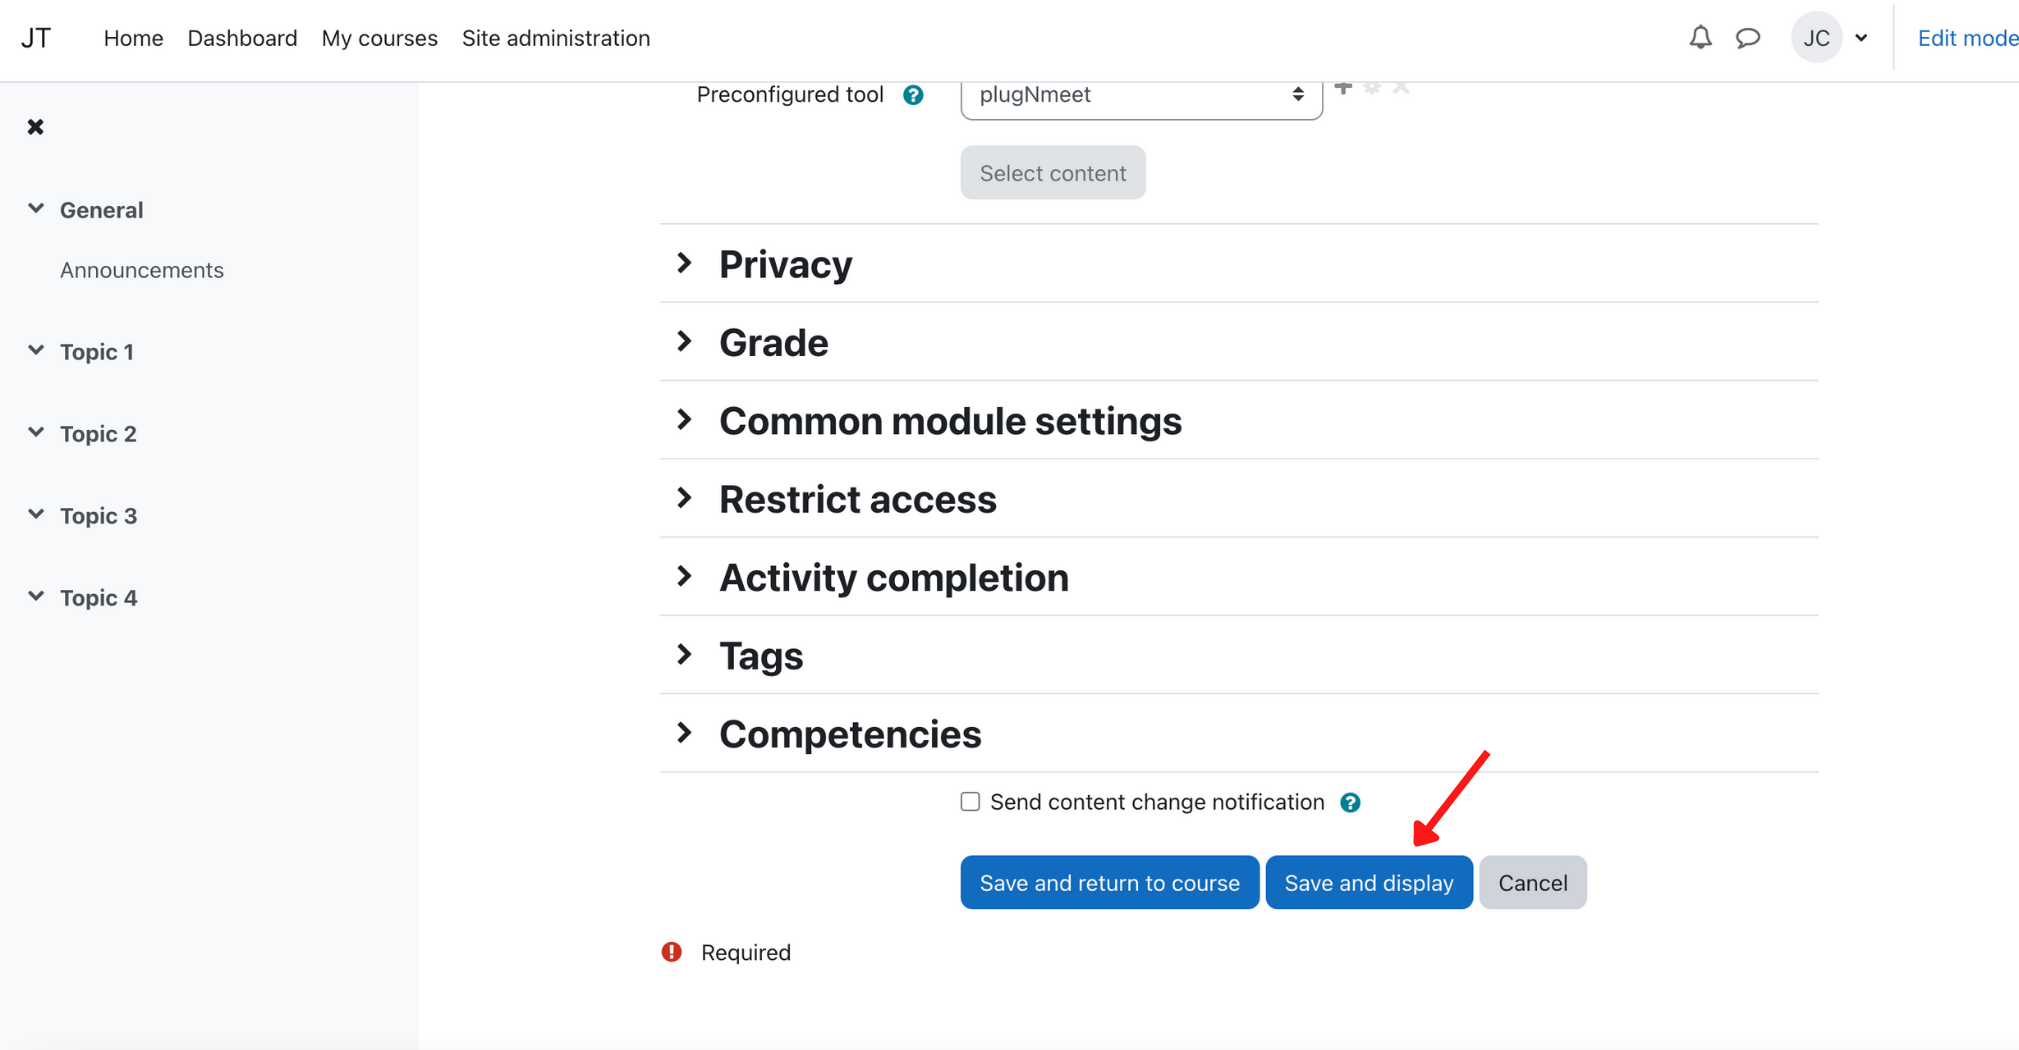 JT Home Dashboard My courses Site administration JC Edit mode
Preconfigured tool ? plugNmeet
Select content
General
Announcements
Topic 1
Topic 2
Topic 3
Topic 4
Privacy
Grade
Common module settings
Restrict access
Activity completion
Tags
Competencies
Send content change notification ?
Save and return to course Save and display Cancel
! Required